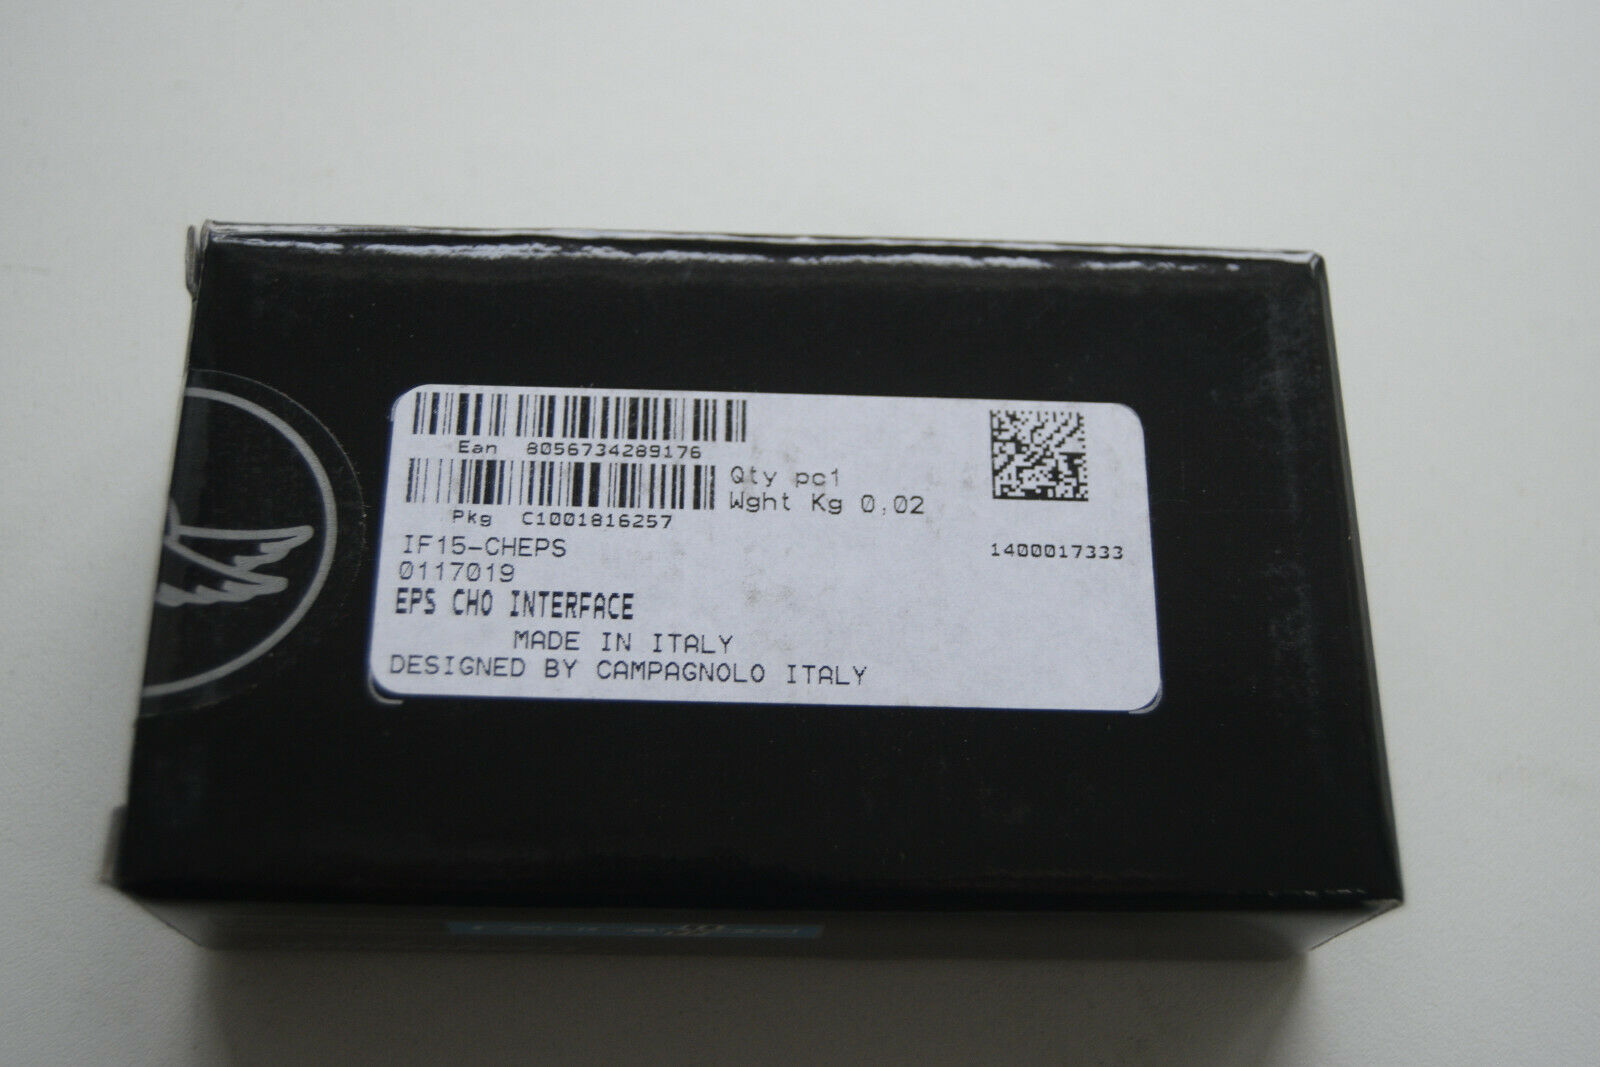 Ean 8056734289176
Pkg C1001816257
Qty pc1
Wght Kg 0,02
IF15-CHEPS
1400017333
0117019
EPS CHO INTERFACE
MADE IN ITALY
DESIGNED BY CAMPAGNOLO ITALY